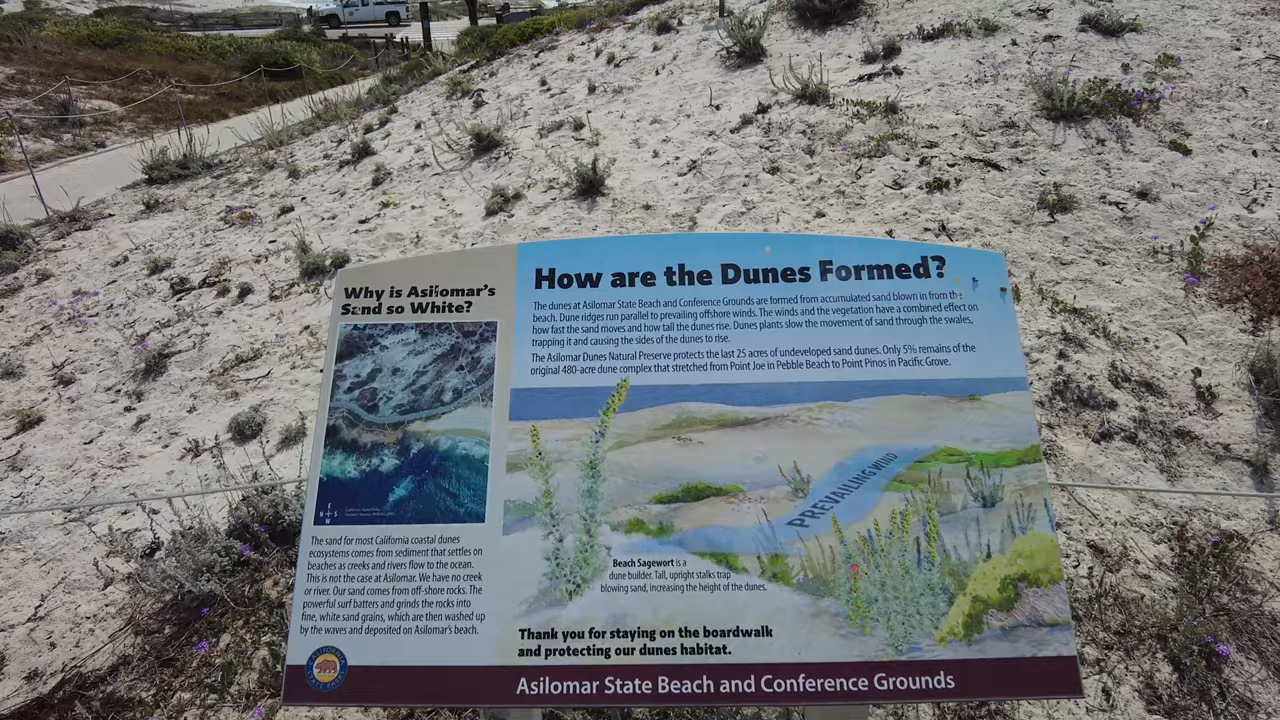 Why is Asilomar's
Sand so White?
The sand for most California coastal dunes
ecosystems comes from sediment that settles on
beaches as creeks and rivers flow to the ocean.
This is not the case at Asilomar. We have no creek
or river. Our sand comes from off-shore rocks. The
powerful surf batters and grinds the rocks into
fine, white sand grains, which are then washed up
by the waves and deposited on Asilomar's beach.
CALIFORNIA
STATE PARKS
How are the Dunes Formed?
The dunes at Asilomar State Beach and Conference Grounds are formed from accumulated sand blown in from the
beach. Dune ridges run parallel to prevailing offshore winds. The winds and the vegetation have a combined effect on
how fast the sand moves and how tall the dunes rise. Dunes plants slow the movement of sand through the swales,
trapping it and causing the sides of the dunes to rise.
The Asilomar Dunes Natural Preserve protects the last 25 acres of undeveloped sand dunes. Only 5% remains of the
original 480-acre dune complex that stretched from Point Joe in Pebble Beach to Point Pinos in Pacific Grove.
PREVAILING WIND
Beach Sagewort is a
dune builder. Tall, upright stalks trap
blowing sand, increasing the height of the dunes.
Thank you for staying on the boardwalk
and protecting our dunes habitat.
Asilomar State Beach and Conference Grounds
E
N S
W